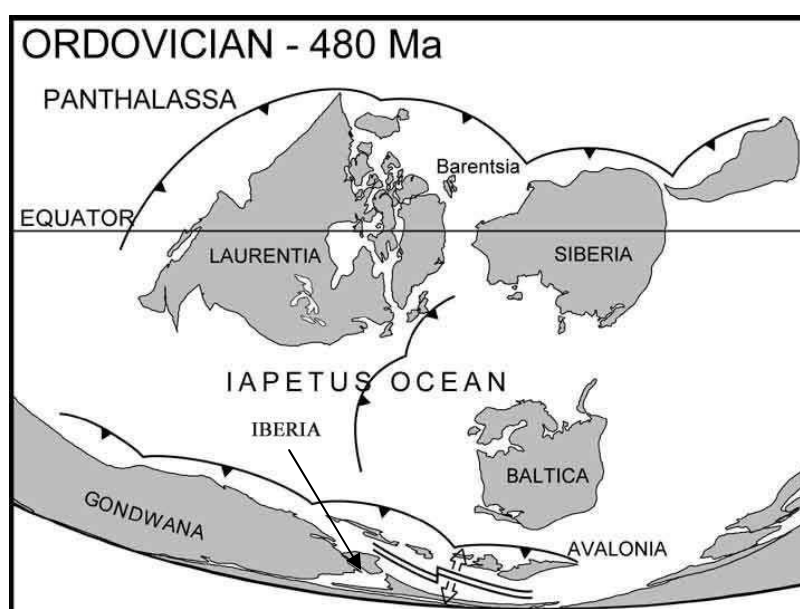 ORDOVICIAN - 480 Ma
PANTHALASSA
Barentsia
EQUATOR
LAURENTIA
SIBERIA
IAPETUS OCEAN
IBERIA
BALTICA
GONDWANA
AVALONIA